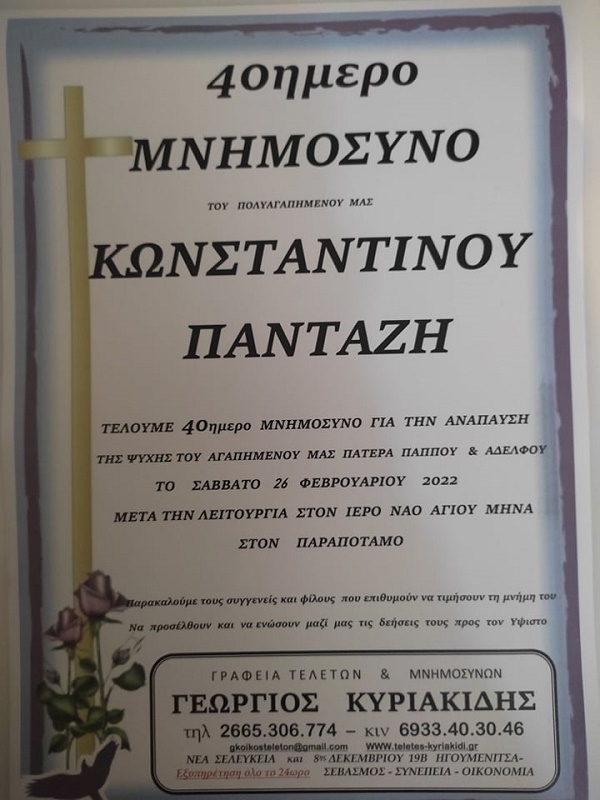 40ημερο
ΜΝΗΜΟΣΥΝΟ
ΤΟΥ ΠΟΛΥΑΓΑΠΗΜΕΝΟΥ ΜΑΣ
ΚΩΝΣΤΑΝΤΙΝΟΥ
ΠΑΝΤΑΖΗ
ΤΕΛΟΥΜΕ 40ημερο ΜΝΗΜΟΣΥΝΟ ΓΙΑ ΤΗΝ ΑΝΑΠΑΥΣΗ
ΤΗΣ ΨΥΧΗΣ ΤΟΥ ΑΓΑΠΗΜΕΝΟΥ ΜΑΣ ΠΑΤΕΡΑ ΠΑΠΠΟΥ & ΑΔΕΛΦΟΥ
ΤΟ ΣΑΒΒΑΤΟ 26 ΦΕΒΡΟΥΑΡΙΟΥ 2022
ΜΕΤΑ ΤΗΝ ΛΕΙΤΟΥΡΓΙΑ ΣΤΟΝ ΙΕΡΟ ΝΑΟ ΑΓΙΟΥ ΜΗΝΑ
ΣΤΟΝ ΠΑΡΑΠΟΤΑΜΟ
Παρακαλούμε τους συγγενείς και φίλους που επιθυμούν να τιμήσουν τη μνήμη του
Να προσέλθουν και να ενώσουν μαζί μας τις δεήσεις τους προς τον Υψιστο
ΓΡΑΦΕΙΑ ΤΕΛΕΤΩΝ & ΜΝΗΜΟΣΥΝΩΝ
ΓΕΩΡΓΙΟΣ ΚΥΡΙΑΚΙΔΗΣ
τηλ 2665.306.774 – κιν 6933.40.30.46
gkoikosteleton@gmail.com WWW.teletes-kyriakidi.gr
ΝΕΑ ΣΕΛΕΥΚΕΙΑ και 8ης ΔΕΚΕΜΒΡΙΟΥ 19Β ΗΓΟΥΜΕΝΙΤΣΑ-
Εξυπηρέτηση ολο το 24ωρο ΣΕΒΑΣΜΟΣ - ΣΥΝΕΠΕΙΑ - ΟΙΚΟΝΟΜΙΑ